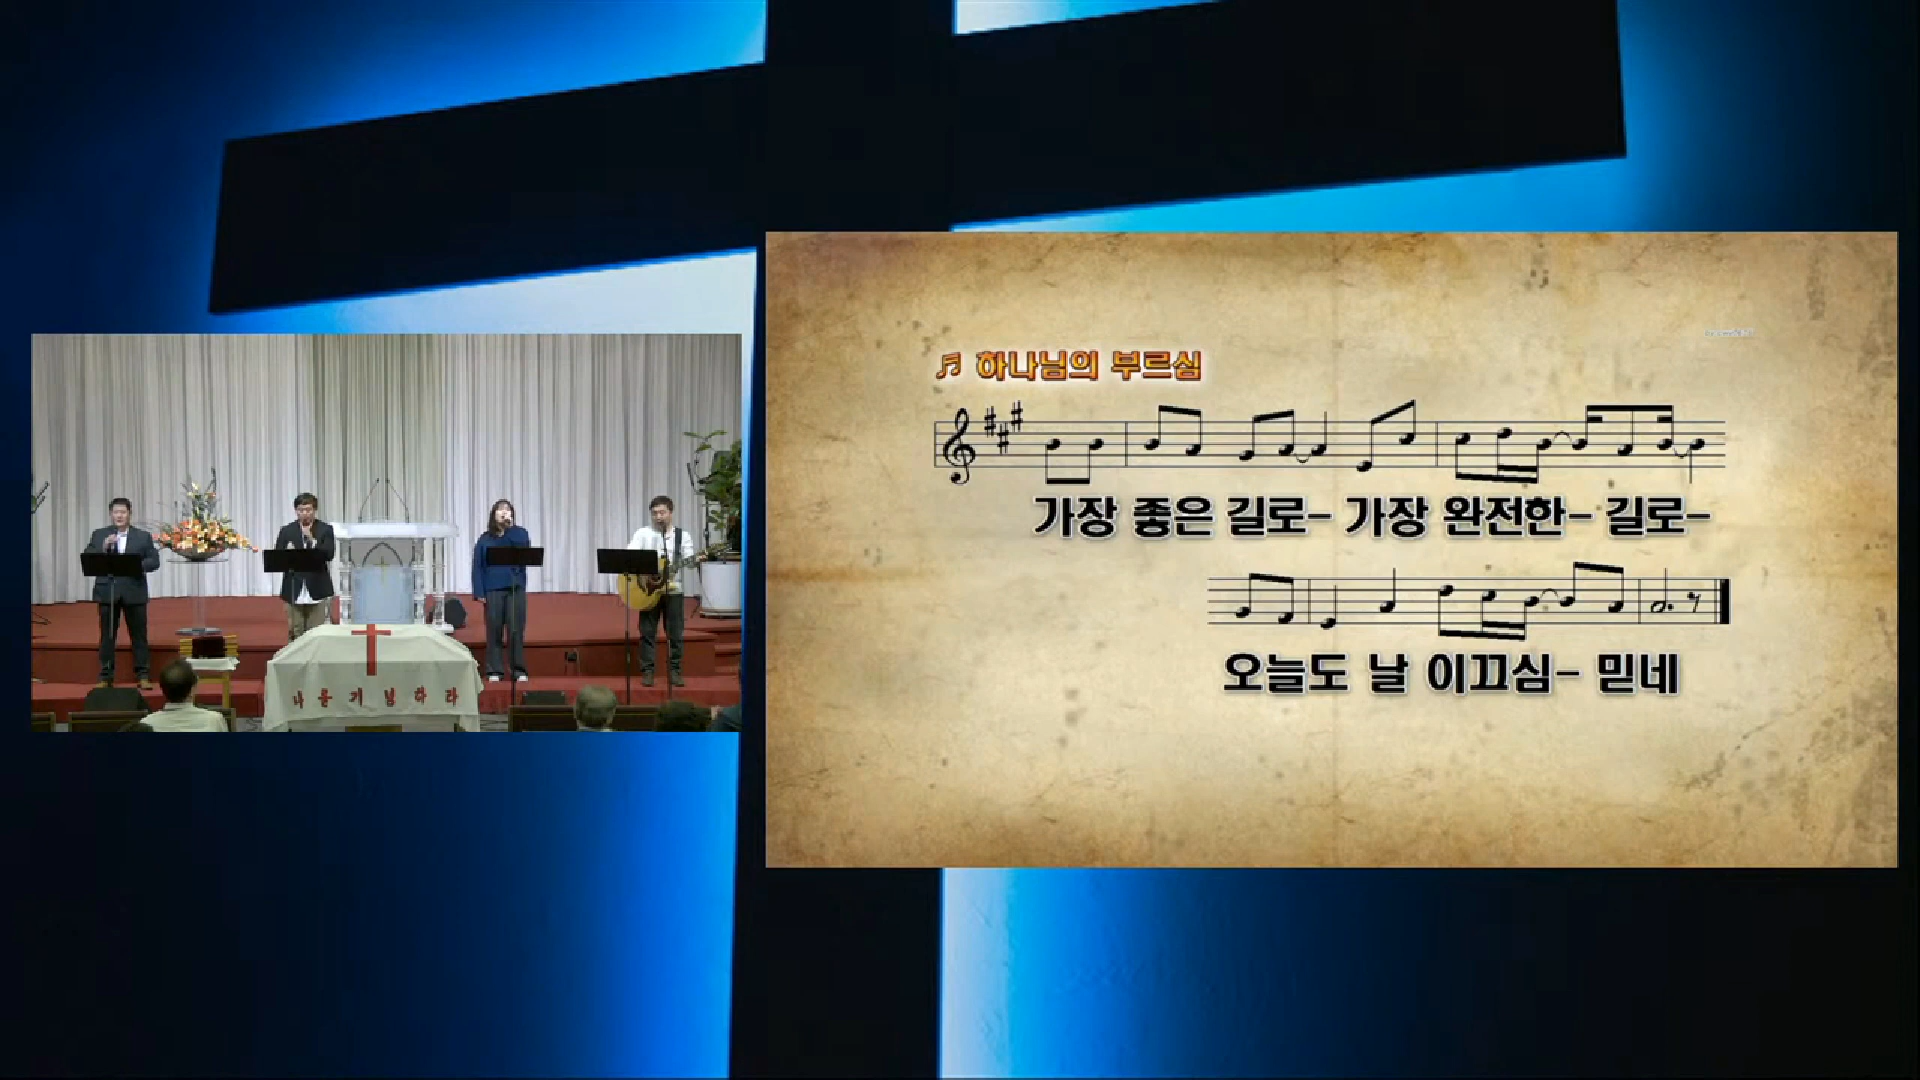 ♬ 하나님의 부르심
가장 좋은 길로- 가장 완전한- 길로-
오늘도 날 이끄심- 믿네
나를 기념하라